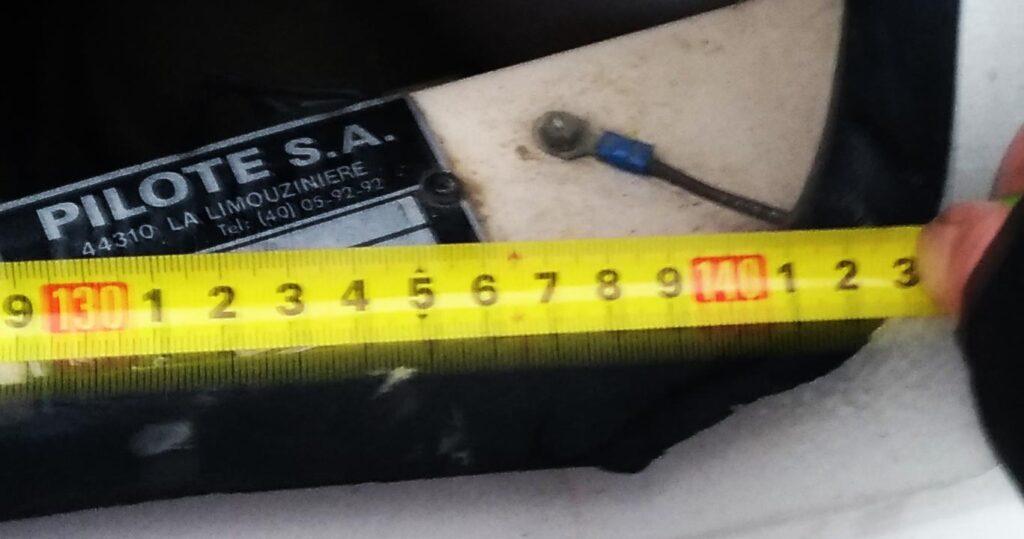 PILOTE S.A.
44310 LA LIMOUZINIERE
Tel: (40) 05-92-92
9 130 1 2 3 4 5 6 7 8 9 140 1 2 3